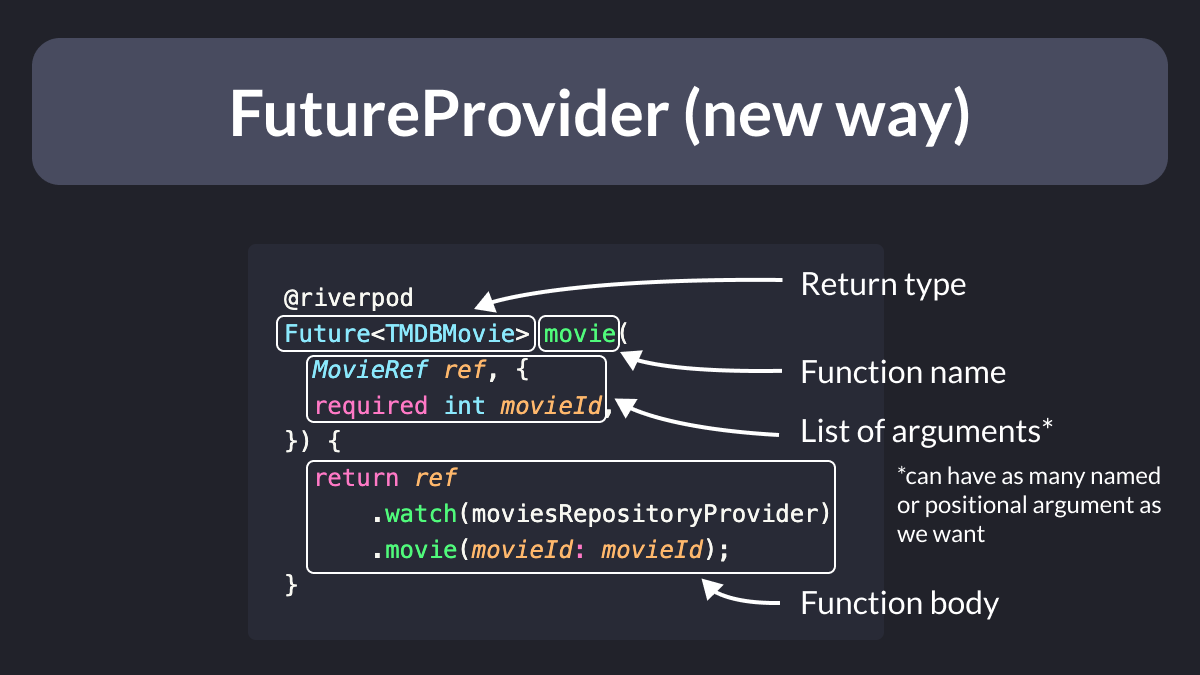 FutureProvider (new way)
@riverpod
Future<TMDBMovie> movie(
MovieRef ref, {
required int movieId,
}) {
return ref
.watch(moviesRepositoryProvider)
.movie(movieId: movieId);
}
Return type
Function name
List of arguments*
*can have as many named
or positional argument as
we want
Function body